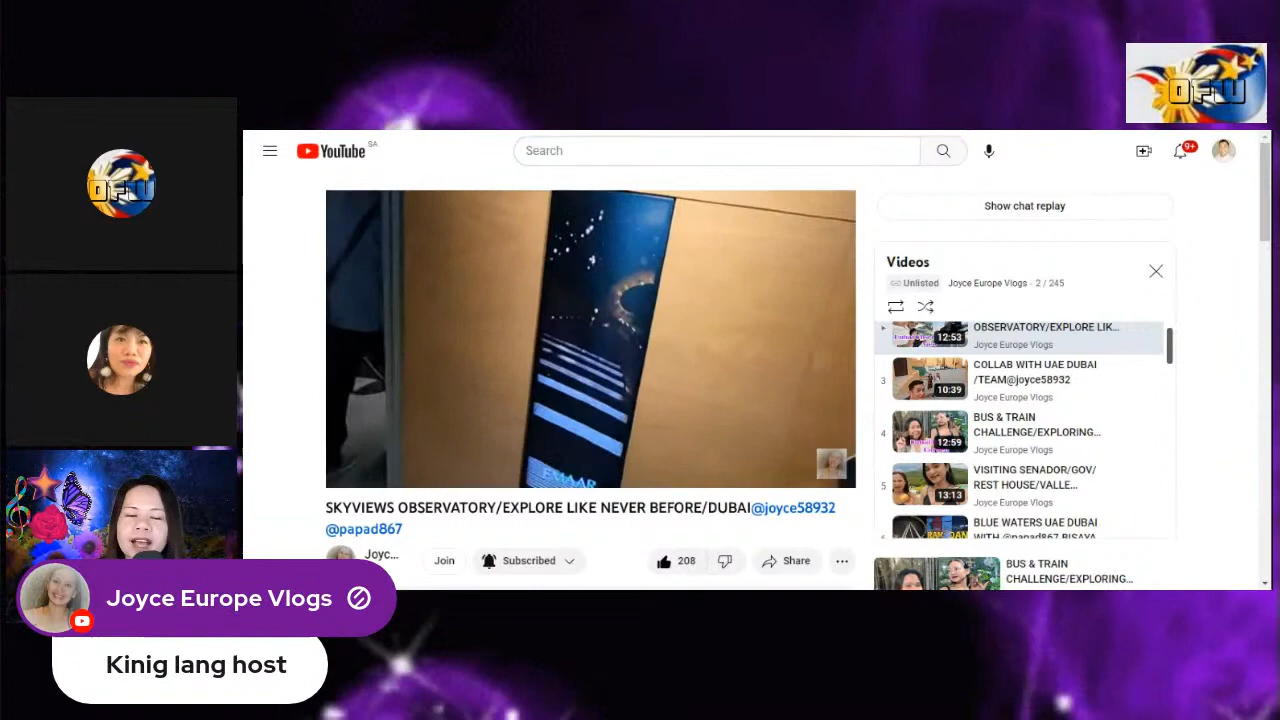 OFW
OFW
YouTube SA
Search
9+
EMAAR
SKYVIEWS OBSERVATORY/EXPLORE LIKE NEVER BEFORE/DUBAI@joyce58932
@papad867
Joyc...
Join
Subscribed
208
Share
Show chat replay
Videos
Unlisted
Joyce Europe Vlogs - 2 / 245
OBSERVATORY/EXPLORE LIK...
12:53
Joyce Europe Vlogs
3
COLLAB WITH UAE DUBAI
/TEAM@joyce58932
10:39
Joyce Europe Vlogs
4
BUS & TRAIN
CHALLENGE/EXPLORING...
12:59
Joyce Europe Vlogs
5
VISITING SENADOR/GOV/
REST HOUSE/VALLE...
13:13
Joyce Europe Vlogs
BLUE WATERS UAE DUBAI
WITH @papad867 BISAYA
BUS & TRAIN
CHALLENGE/EXPLORING...
Joyce Europe Vlogs
Kinig lang host